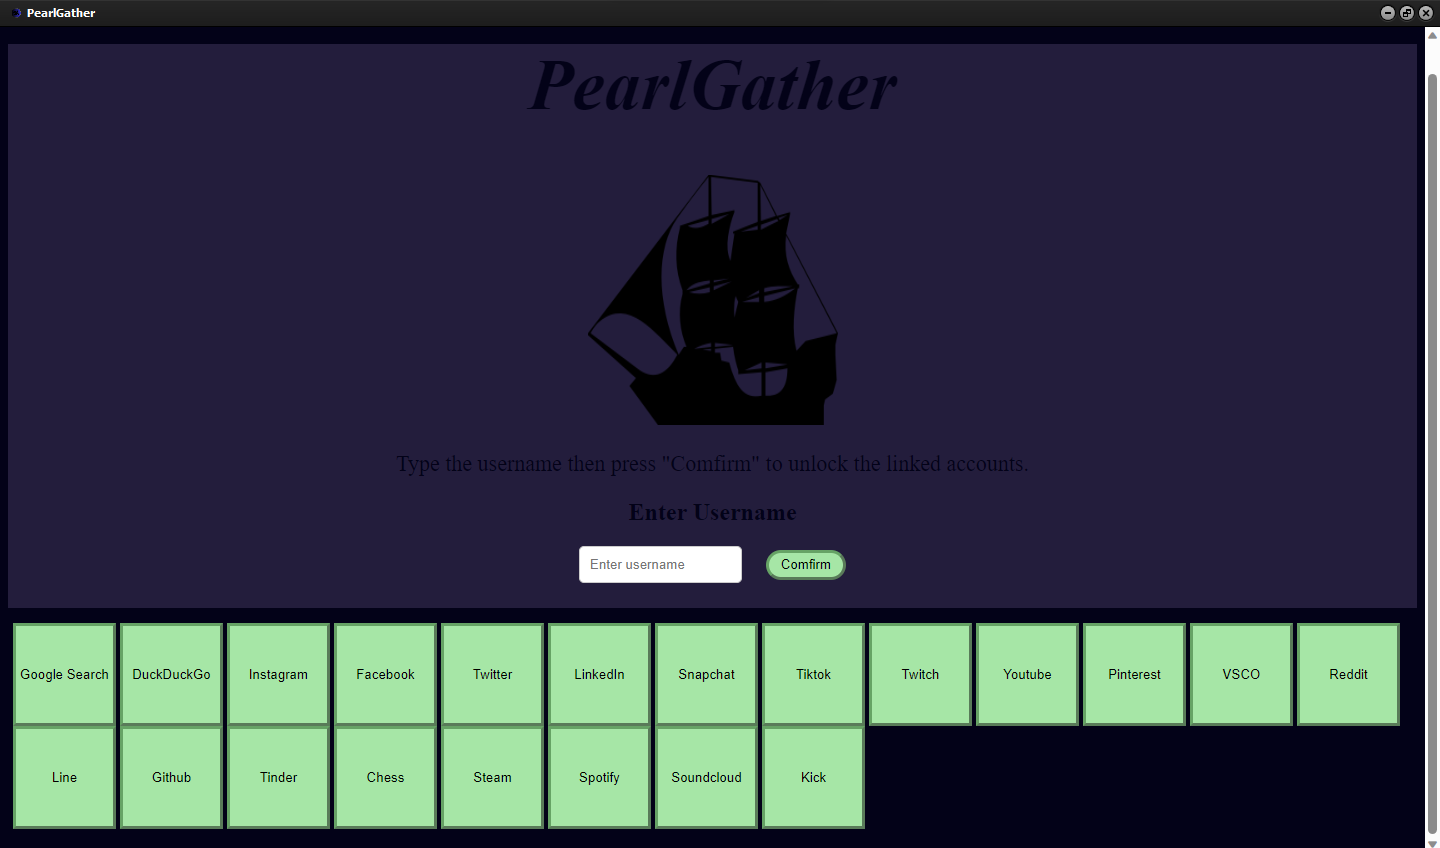 PearlGather
PearlGather
Type the username then press "Comfirm" to unlock the linked accounts.
Enter Username
Enter username Comfirm
Google Search DuckDuckGo Instagram Facebook Twitter LinkedIn Snapchat Tiktok Twitch Youtube Pinterest VSCO Reddit
Line Github Tinder Chess Steam Spotify Soundcloud Kick